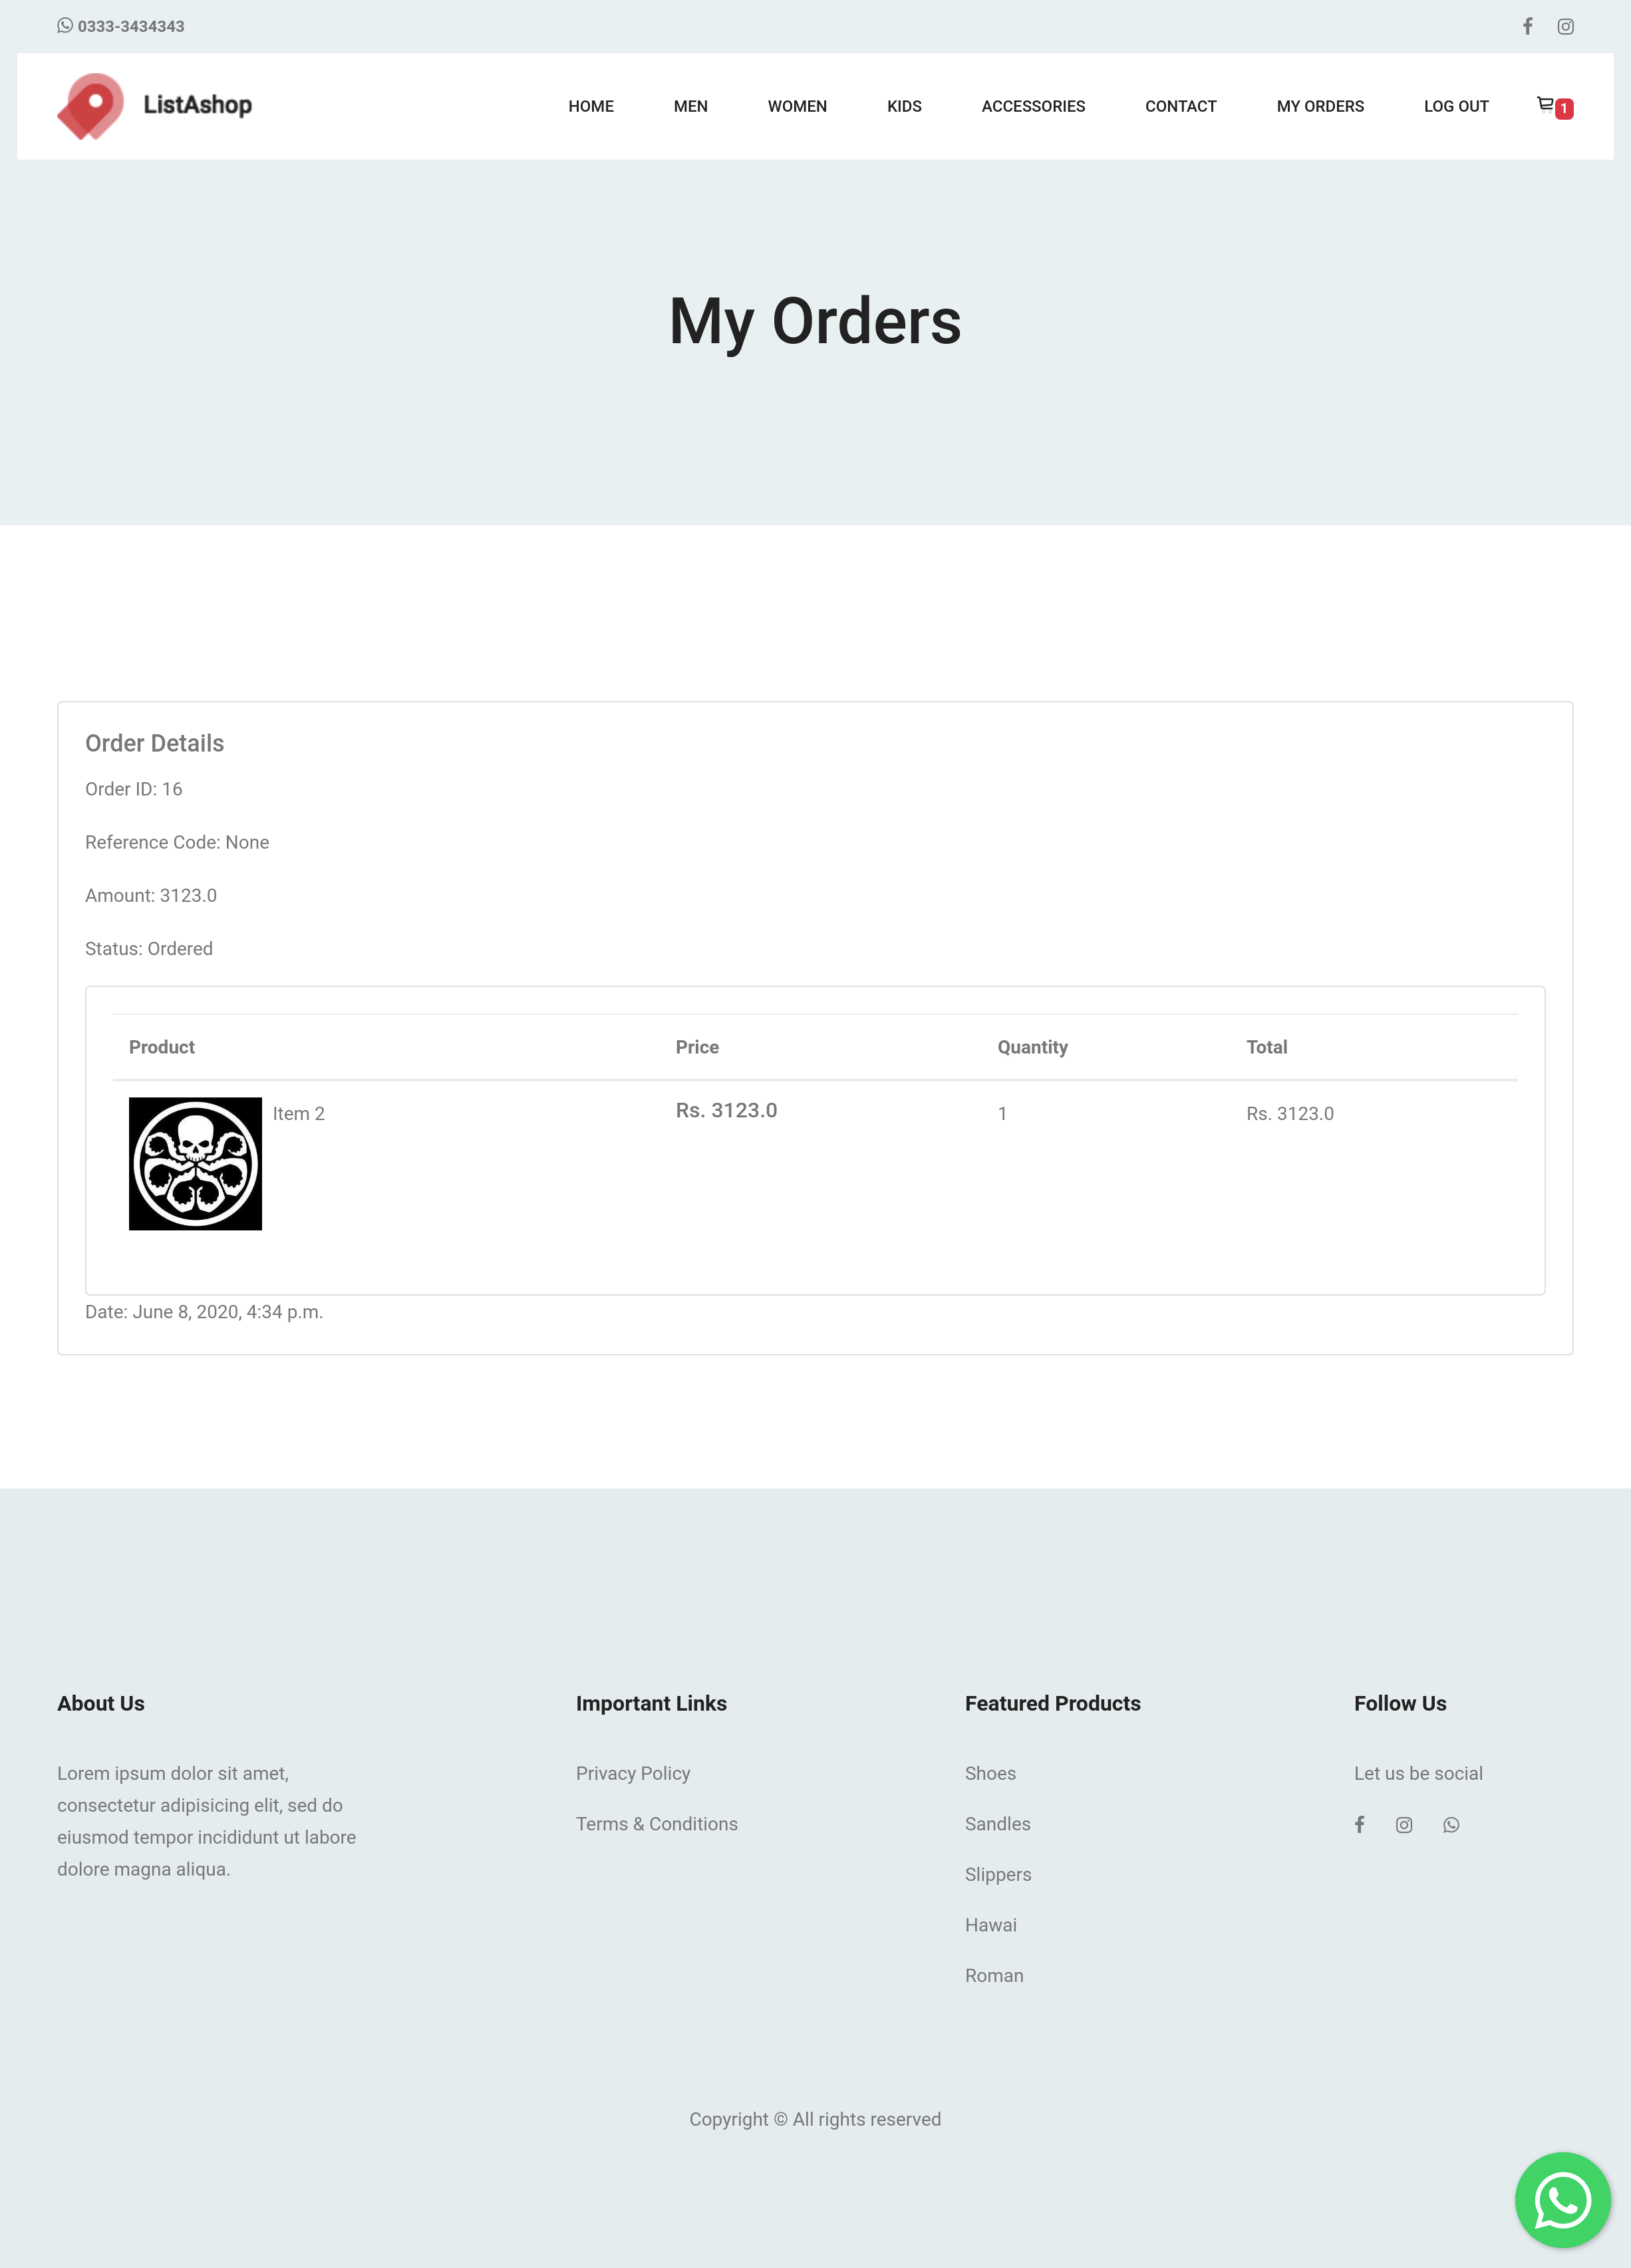 0333-3434343
ListAshop
HOME MEN WOMEN KIDS ACCESSORIES CONTACT MY ORDERS LOG OUT 1
My Orders
Order Details
Order ID: 16
Reference Code: None
Amount: 3123.0
Status: Ordered
Product Price Quantity Total
Item 2 Rs. 3123.0 1 Rs. 3123.0
Date: June 8, 2020, 4:34 p.m.
About Us
Lorem ipsum dolor sit amet,
consectetur adipisicing elit, sed do
eiusmod tempor incididunt ut labore
dolore magna aliqua.
Important Links
Privacy Policy
Terms & Conditions
Featured Products
Shoes
Sandles
Slippers
Hawai
Roman
Follow Us
Let us be social
Copyright © All rights reserved